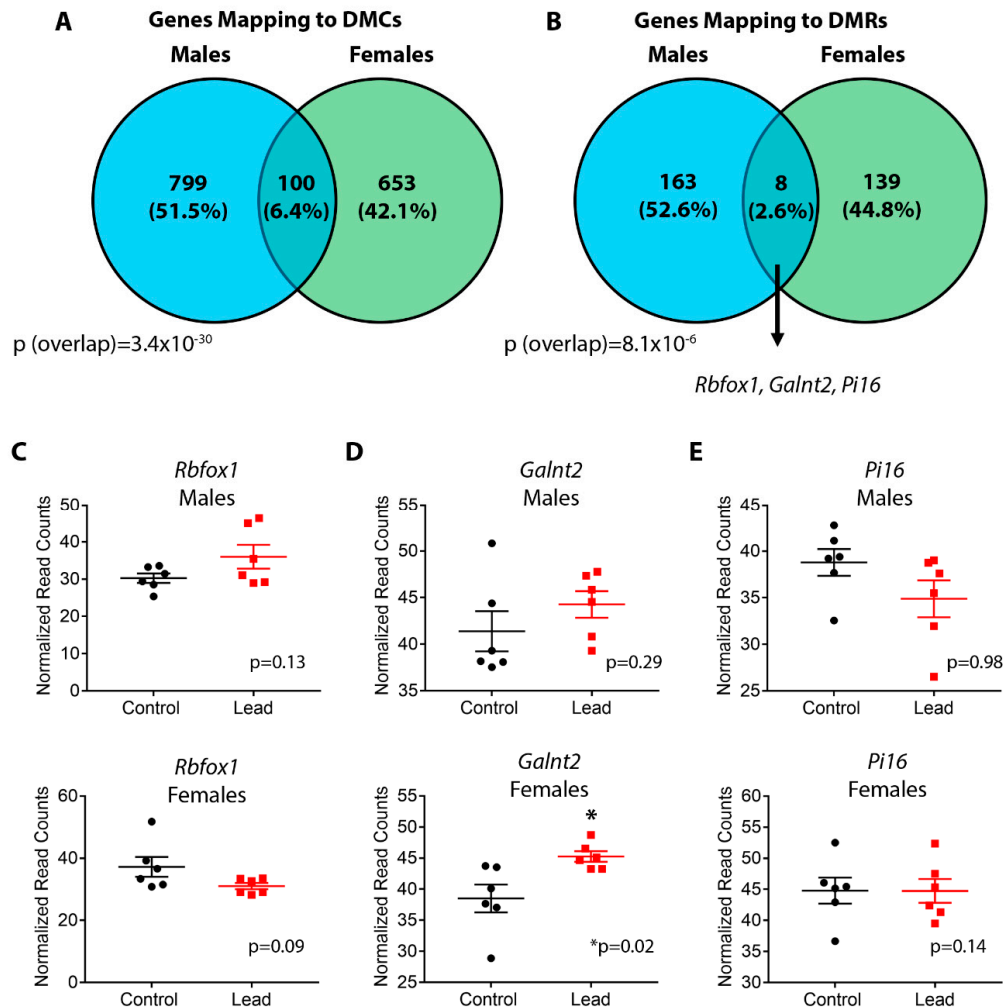 A
Genes Mapping to DMCs
Males Females
799 (51.5%)
100 (6.4%)
653 (42.1%)
p (overlap)=3.4x10-30
B
Genes Mapping to DMRs
Males Females
163 (52.6%)
8 (2.6%)
139 (44.8%)
p (overlap)=8.1x10-6
Rbfox1, Galnt2, Pi16
C
Rbfox1
Males
Normalized Read Counts
50
40
30
20
10
0
p=0.13
Control Lead
Rbfox1
Females
Normalized Read Counts
60
40
20
0
p=0.09
Control Lead
D
Galnt2
Males
Normalized Read Counts
55
50
45
40
35
p=0.29
Control Lead
Galnt2
Females
Normalized Read Counts
55
50
45
40
35
30
25
*
*p=0.02
Control Lead
E
Pi16
Males
Normalized Read Counts
45
40
35
30
25
p=0.98
Control Lead
Pi16
Females
Normalized Read Counts
60
55
50
45
40
35
30
p=0.14
Control Lead